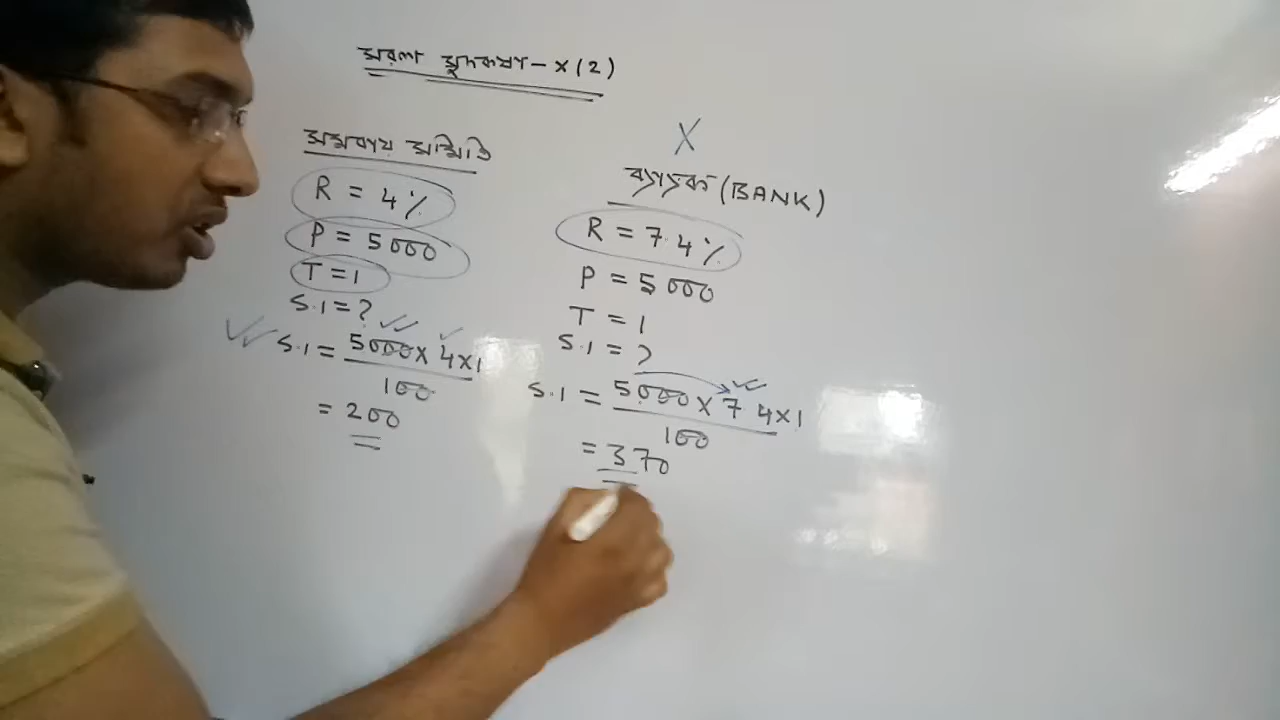 সরল সুদকষা - X (2)
সমবায় সমিতি
R = 4%
P = 5000
T = 1
S.I = ?
S.I = 5000 x 4 x 1
100
= 200
X
ব্যাঙ্ক (BANK)
R = 7.4%
P = 5000
T = 1
S.I = ?
S.I = 5000 x 7.4 x 1
100
= 370